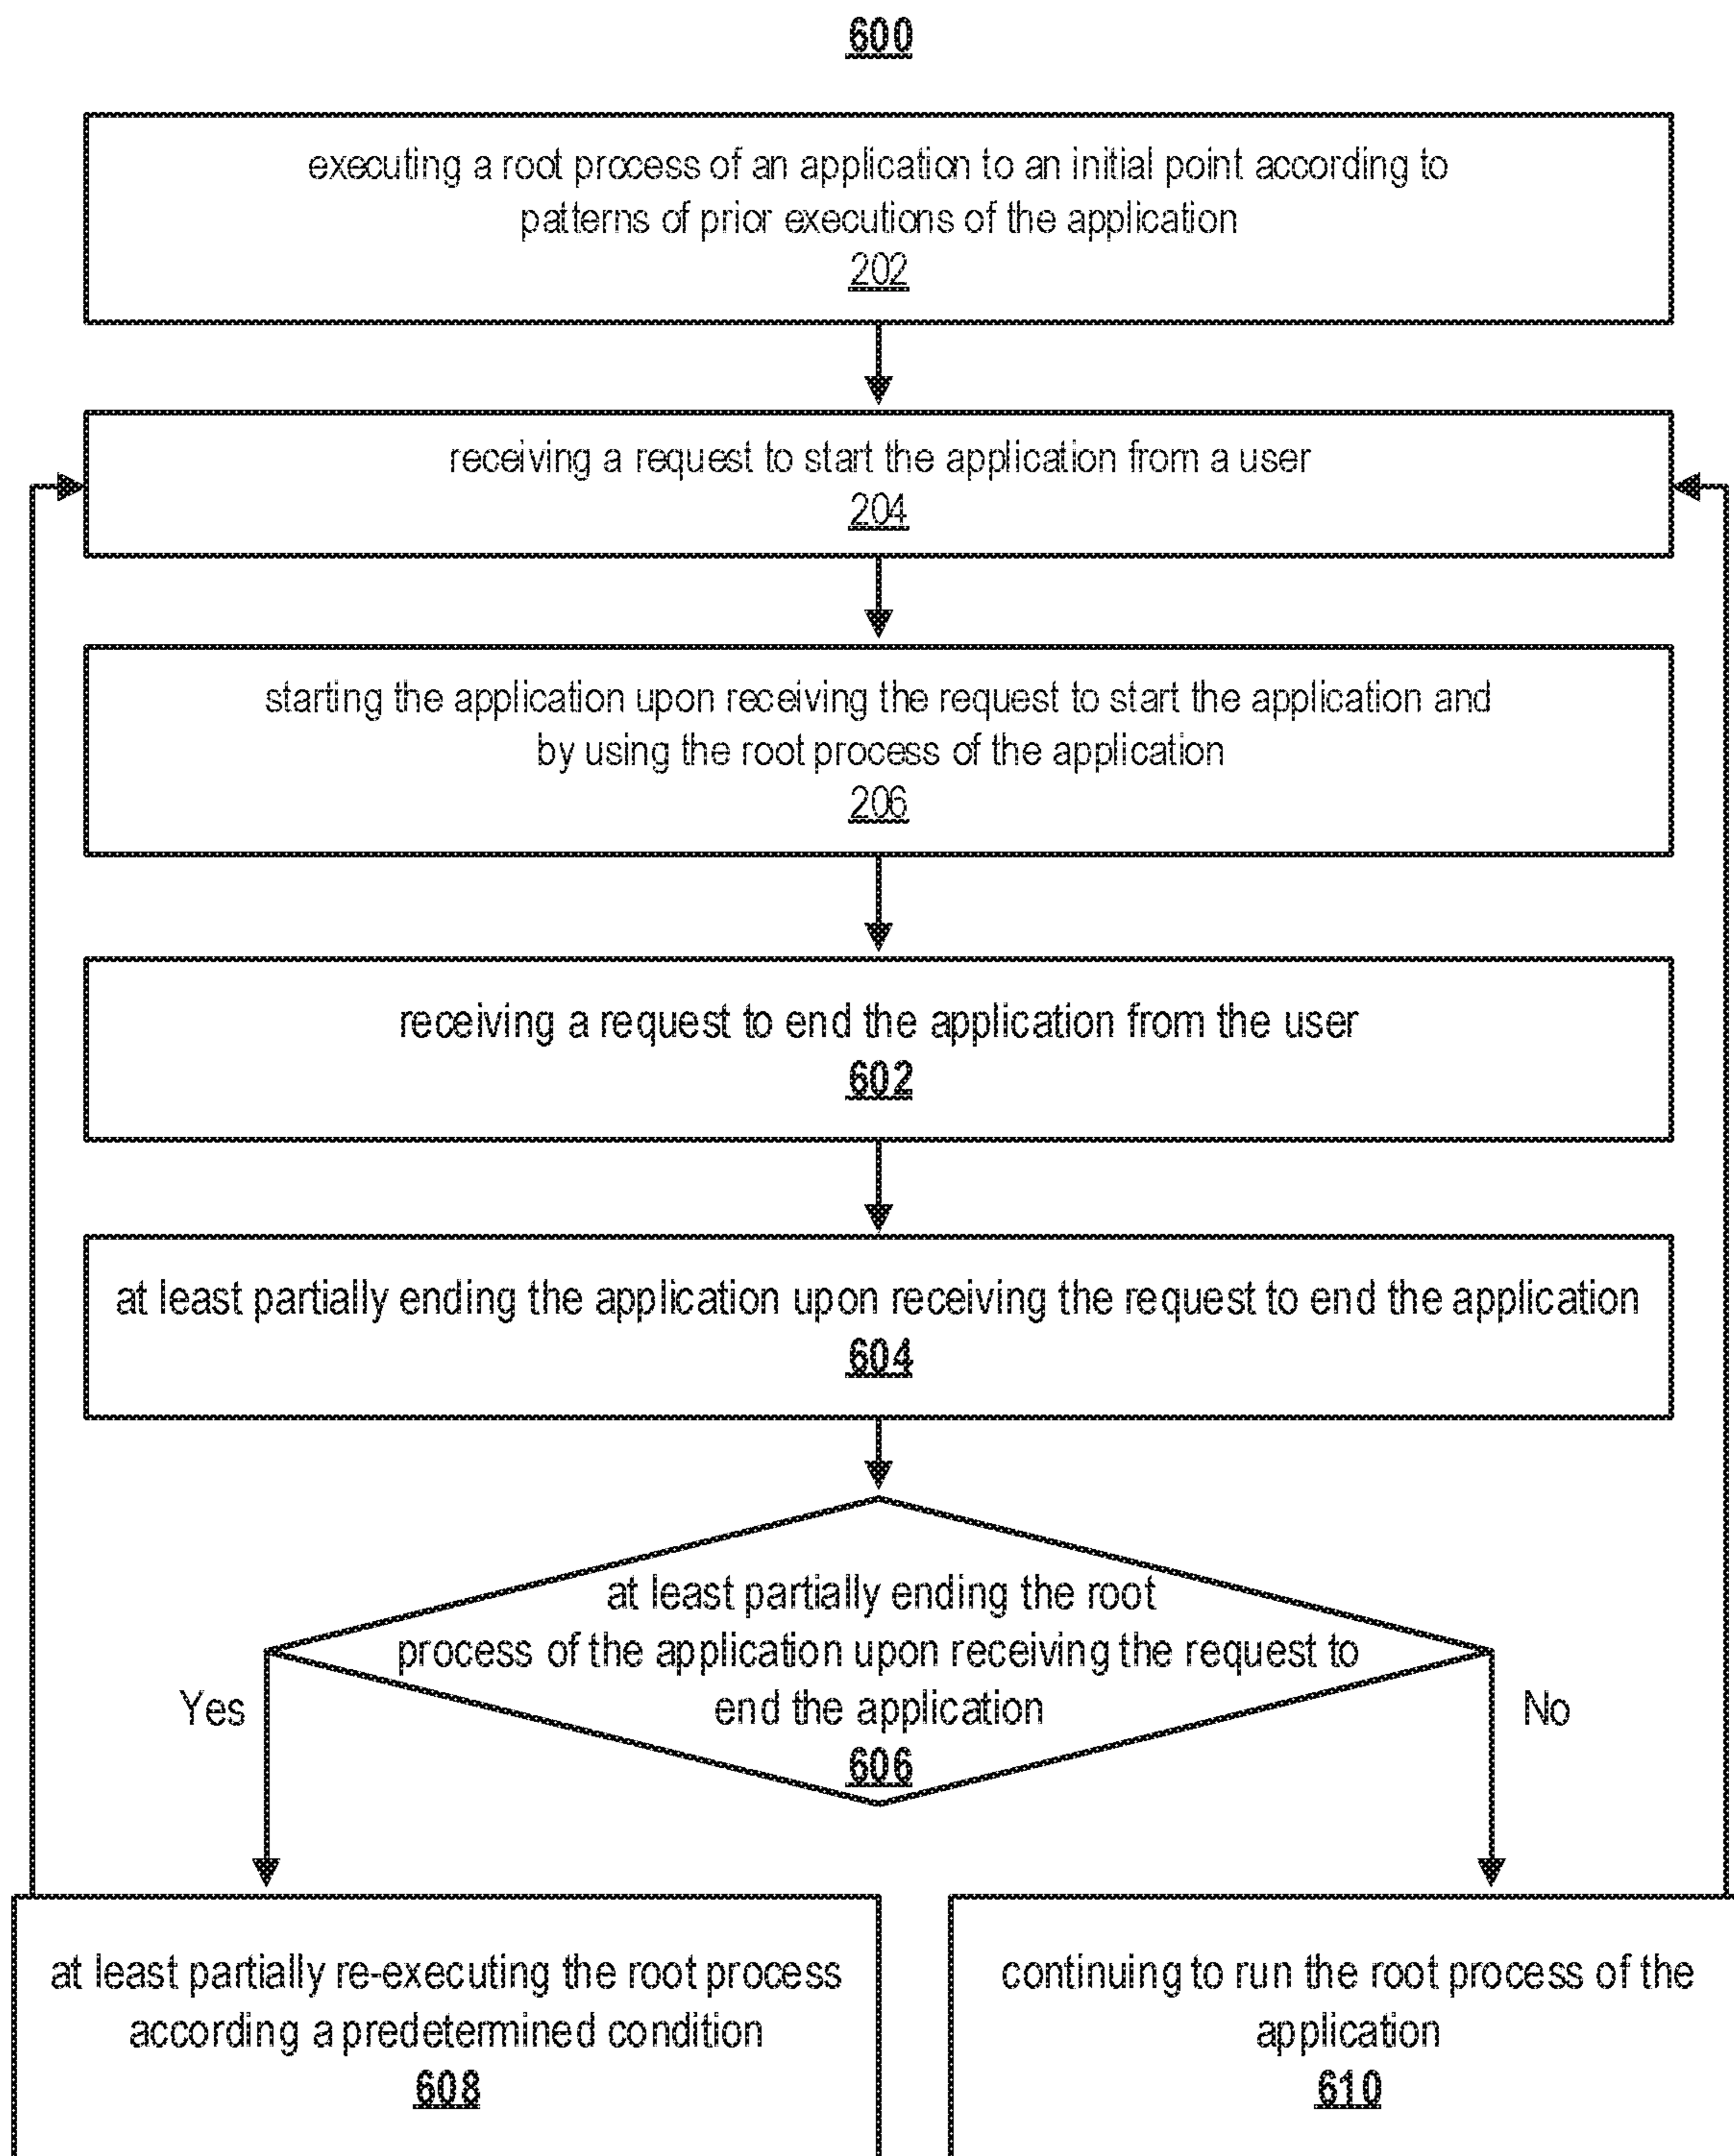 600
executing a root process of an application to an initial point according to
patterns of prior executions of the application
202
receiving a request to start the application from a user
204
starting the application upon receiving the request to start the application and
by using the root process of the application
206
receiving a request to end the application from the user
602
at least partially ending the application upon receiving the request to end the application
604
at least partially ending the root
process of the application upon receiving the request to
end the application
606
Yes
No
at least partially re-executing the root process
according a predetermined condition
608
continuing to run the root process of the
application
610